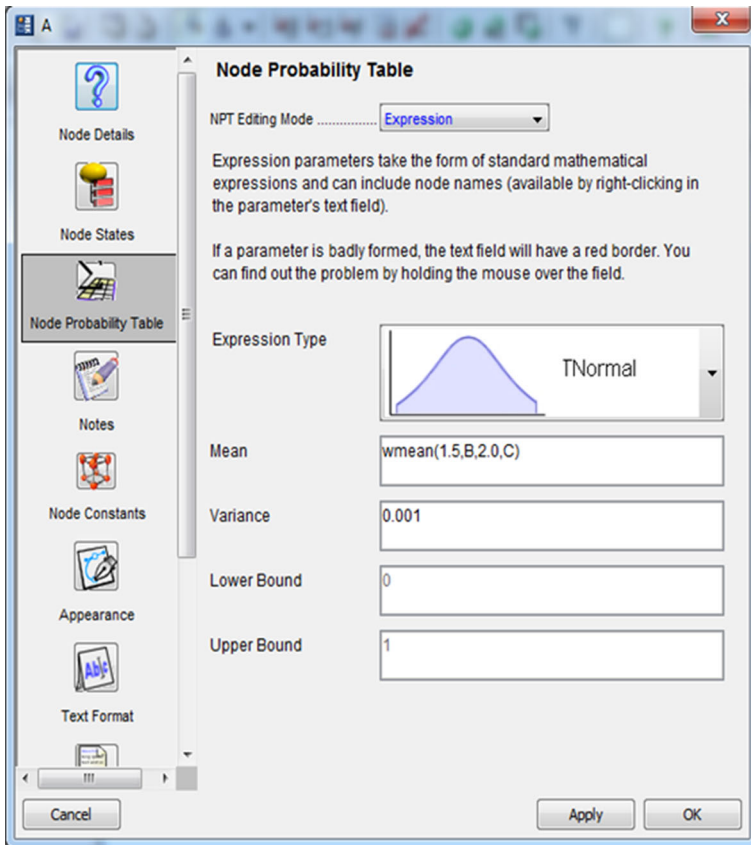 A
Node Probability Table
Node Details
Node States
Node Probability Table
Notes
Node Constants
Appearance
Text Format
NPT Editing Mode ............... Expression
Expression parameters take the form of standard mathematical
expressions and can include node names (available by right-clicking in
the parameter's text field).
If a parameter is badly formed, the text field will have a red border. You
can find out the problem by holding the mouse over the field.
Expression Type
TNormal
Mean
wmean(1.5,B,2.0,C)
Variance
0.001
Lower Bound
0
Upper Bound
1
Cancel
Apply
OK